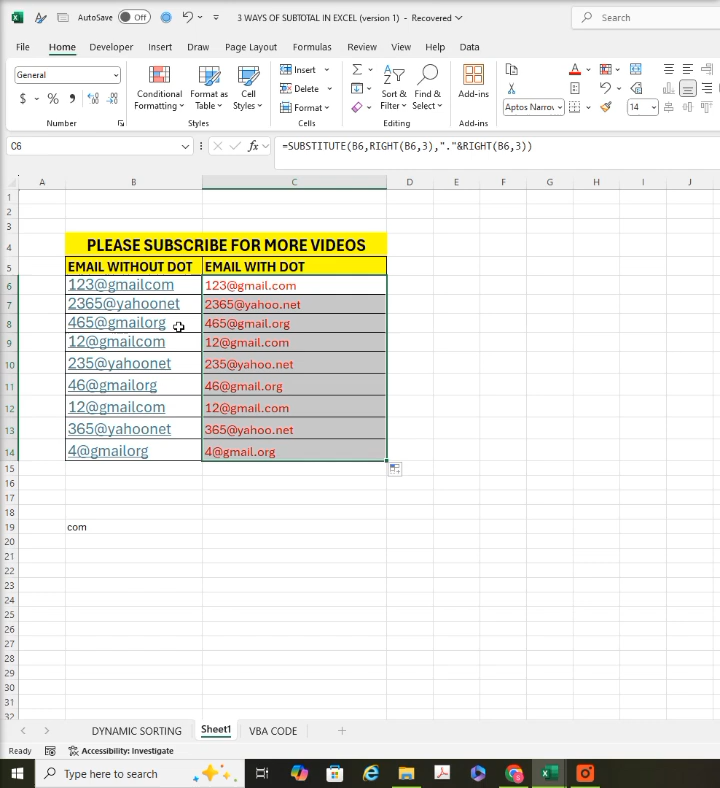 AutoSave Off 3 WAYS OF SUBTOTAL IN EXCEL (version 1) - Recovered Search
File Home Developer Insert Draw Page Layout Formulas Review View Help Data
General
$ % Conditional Formatting Format as Table Cell Styles
Insert
Delete
Format
Sort & Filter Find & Select Add-ins
Aptos Narrow 14
Number Styles Cells Editing Add-ins
C6 fx =SUBSTITUTE(B6,RIGHT(B6,3),"."&RIGHT(B6,3))
A B C D E F G H I J
1
2
3
4 PLEASE SUBSCRIBE FOR MORE VIDEOS
5 EMAIL WITHOUT DOT EMAIL WITH DOT
6 123@gmailcom 123@gmail.com
7 2365@yahoonet 2365@yahoo.net
8 465@gmailorg 465@gmail.org
9 12@gmailcom 12@gmail.com
10 235@yahoonet 235@yahoo.net
11 46@gmailorg 46@gmail.org
12 12@gmailcom 12@gmail.com
13 365@yahoonet 365@yahoo.net
14 4@gmailorg 4@gmail.org
15
16
17
18
19 com
20
21
22
23
24
25
26
27
28
29
30
31
32
DYNAMIC SORTING Sheet1 VBA CODE
Ready Accessibility: Investigate
Type here to search